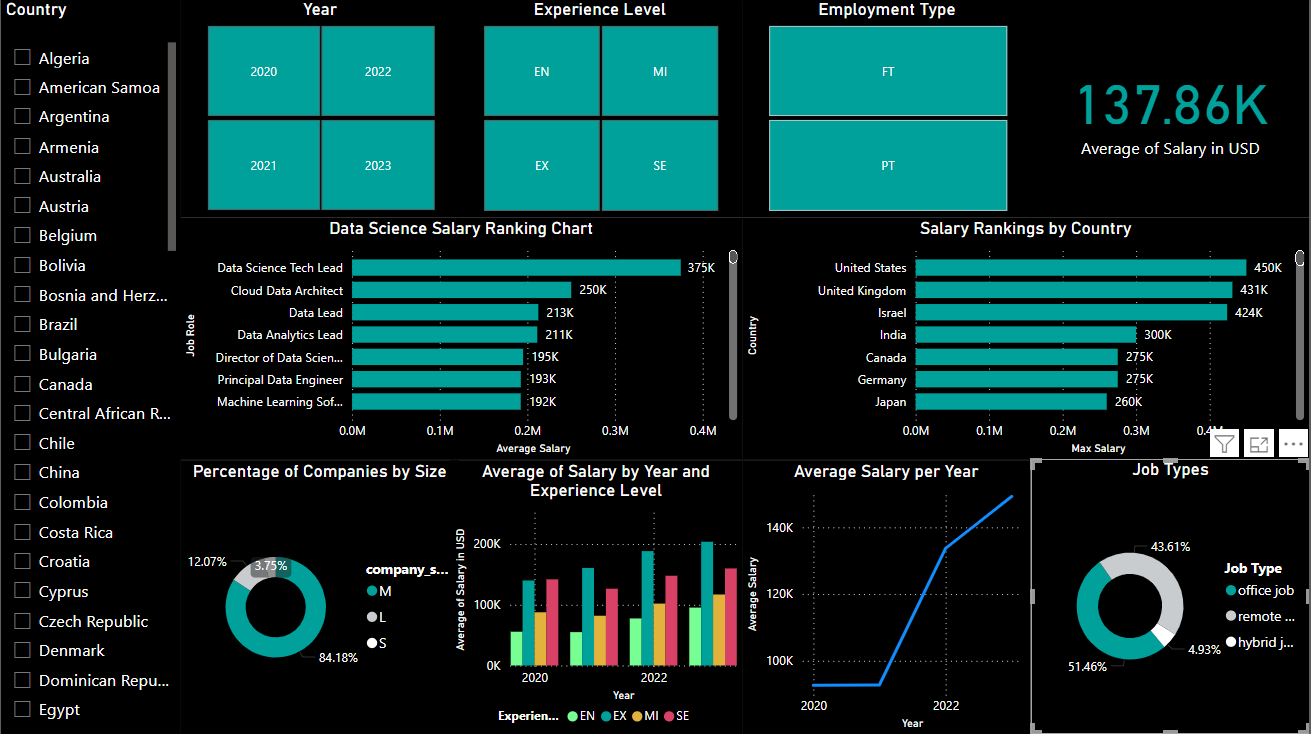 Country
Algeria
American Samoa
Argentina
Armenia
Australia
Austria
Belgium
Bolivia
Bosnia and Herz...
Brazil
Bulgaria
Canada
Central African R...
Chile
China
Colombia
Costa Rica
Croatia
Cyprus
Czech Republic
Denmark
Dominican Repu...
Egypt
Year
2020
2022
2021
2023
Experience Level
EN
MI
EX
SE
Employment Type
FT
PT
137.86K
Average of Salary in USD
Data Science Salary Ranking Chart
Job Role
Data Science Tech Lead 375K
Cloud Data Architect 250K
Data Lead 213K
Data Analytics Lead 211K
Director of Data Scien... 195K
Principal Data Engineer 193K
Machine Learning Sof... 192K
0.0M 0.1M 0.2M 0.3M 0.4M
Average Salary
Salary Rankings by Country
Country
United States 450K
United Kingdom 431K
Israel 424K
India 300K
Canada 275K
Germany 275K
Japan 260K
0.0M 0.1M 0.2M 0.3M
Max Salary
Percentage of Companies by Size
12.07%
3.75%
84.18%
company_s...
M
L
S
Average of Salary by Year and
Experience Level
Average of Salary in USD
200K
100K
0K
2020 2022
Year
Experien... EN EX MI SE
Average Salary per Year
Average Salary
140K
120K
100K
2020 2022
Year
Job Types
43.61%
4.93%
51.46%
Job Type
office job
remote ...
hybrid j...